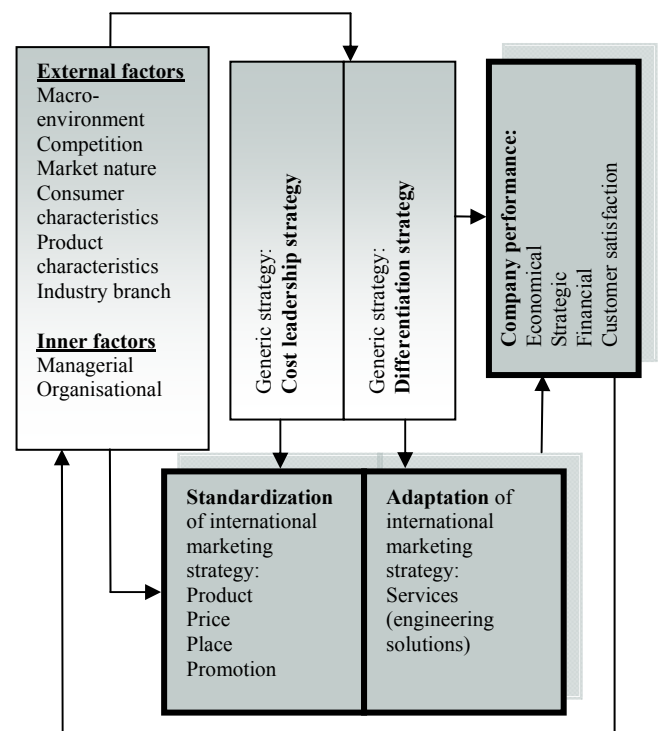 External factors
Macro-
environment
Competition
Market nature
Consumer
characteristics
Product
characteristics
Industry branch
Inner factors
Managerial
Organisational
Generic strategy:
Cost leadership strategy
Generic strategy:
Differentiation strategy
Company performance:
Economical
Strategic
Financial
Customer satisfaction
Standardization
of international
marketing
strategy:
Product
Price
Place
Promotion
Adaptation of
international
marketing
strategy:
Services
(engineering
solutions)